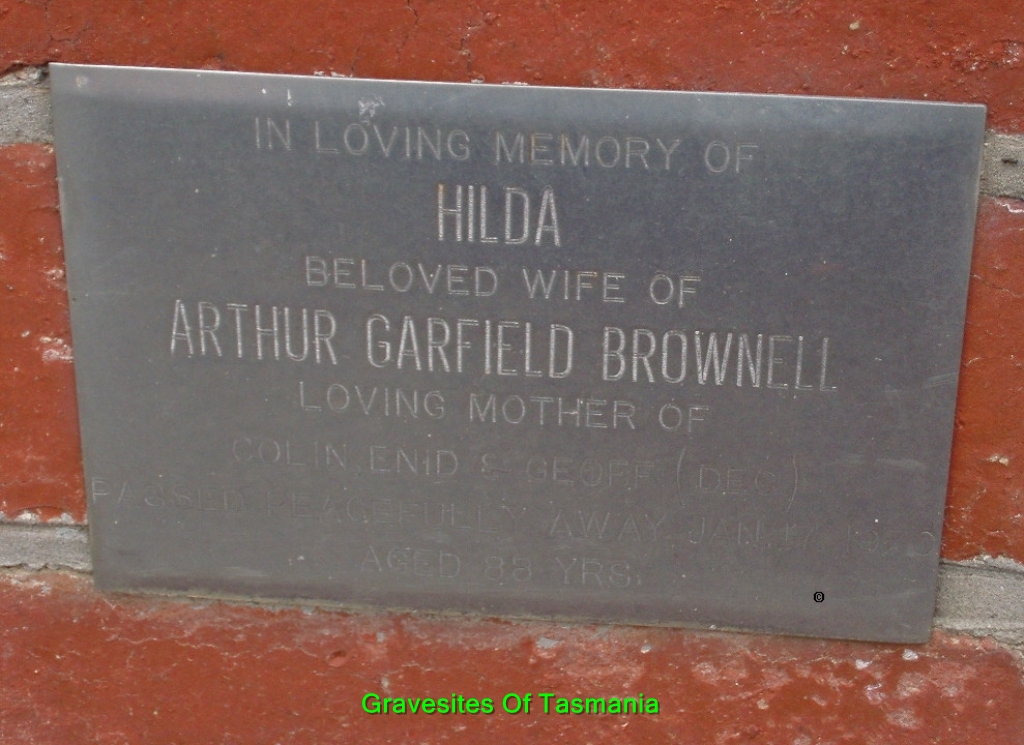 IN LOVING MEMORY OF
HILDA
BELOVED WIFE OF
ARTHUR GARFIELD BROWNELL
LOVING MOTHER OF
COLIN, ENID & GEOFF (DEC)
PASSED PEACEFULLY AWAY JAN. 17
AGED 88 YRS.
©
Gravesites Of Tasmania